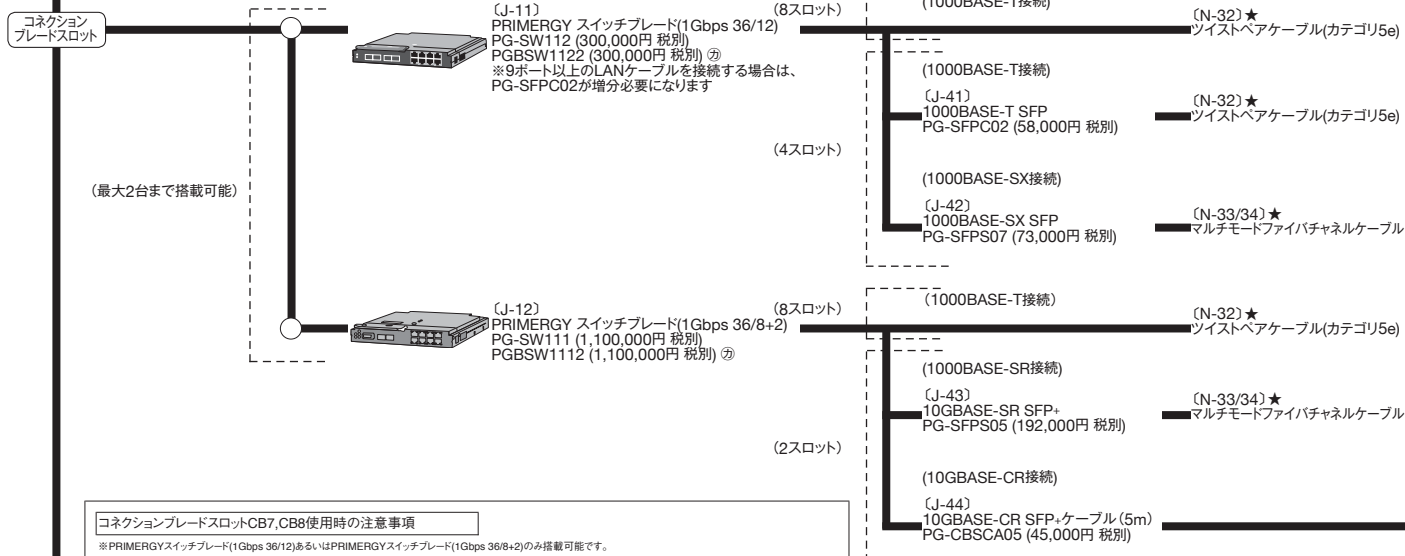 コネクション
ブレードスロット
(最大2台まで搭載可能)
〔J-11〕
PRIMERGY スイッチブレード(1Gbps 36/12)
PG-SW112 (300,000円 税別)
PGBSW1122 (300,000円 税別) ㋕
※9ポート以上のLANケーブルを接続する場合は、
PG-SFPC02が増分必要になります
(8スロット)
(1000BASE-T接続)
〔N-32〕★
ツイストペアケーブル(カテゴリ5e)
(4スロット)
(1000BASE-T接続)
〔J-41〕
1000BASE-T SFP
PG-SFPC02 (58,000円 税別)
〔N-32〕★
ツイストペアケーブル(カテゴリ5e)
(1000BASE-SX接続)
〔J-42〕
1000BASE-SX SFP
PG-SFPS07 (73,000円 税別)
〔N-33/34〕★
マルチモードファイバチャネルケーブル
〔J-12〕
PRIMERGY スイッチブレード(1Gbps 36/8+2)
PG-SW111 (1,100,000円 税別)
PGBSW1112 (1,100,000円 税別) ㋕
(8スロット)
(1000BASE-T接続)
〔N-32〕★
ツイストペアケーブル(カテゴリ5e)
(2スロット)
(1000BASE-SR接続)
〔J-43〕
10GBASE-SR SFP+
PG-SFPS05 (192,000円 税別)
〔N-33/34〕★
マルチモードファイバチャネルケーブル
(10GBASE-CR接続)
〔J-44〕
10GBASE-CR SFP+ケーブル(5m)
PG-CBSCA05 (45,000円 税別)
コネクションブレードスロットCB7,CB8使用時の注意事項
※PRIMERGYスイッチブレード(1Gbps 36/12)あるいはPRIMERGYスイッチブレード(1Gbps 36/8+2)のみ搭載可能です。